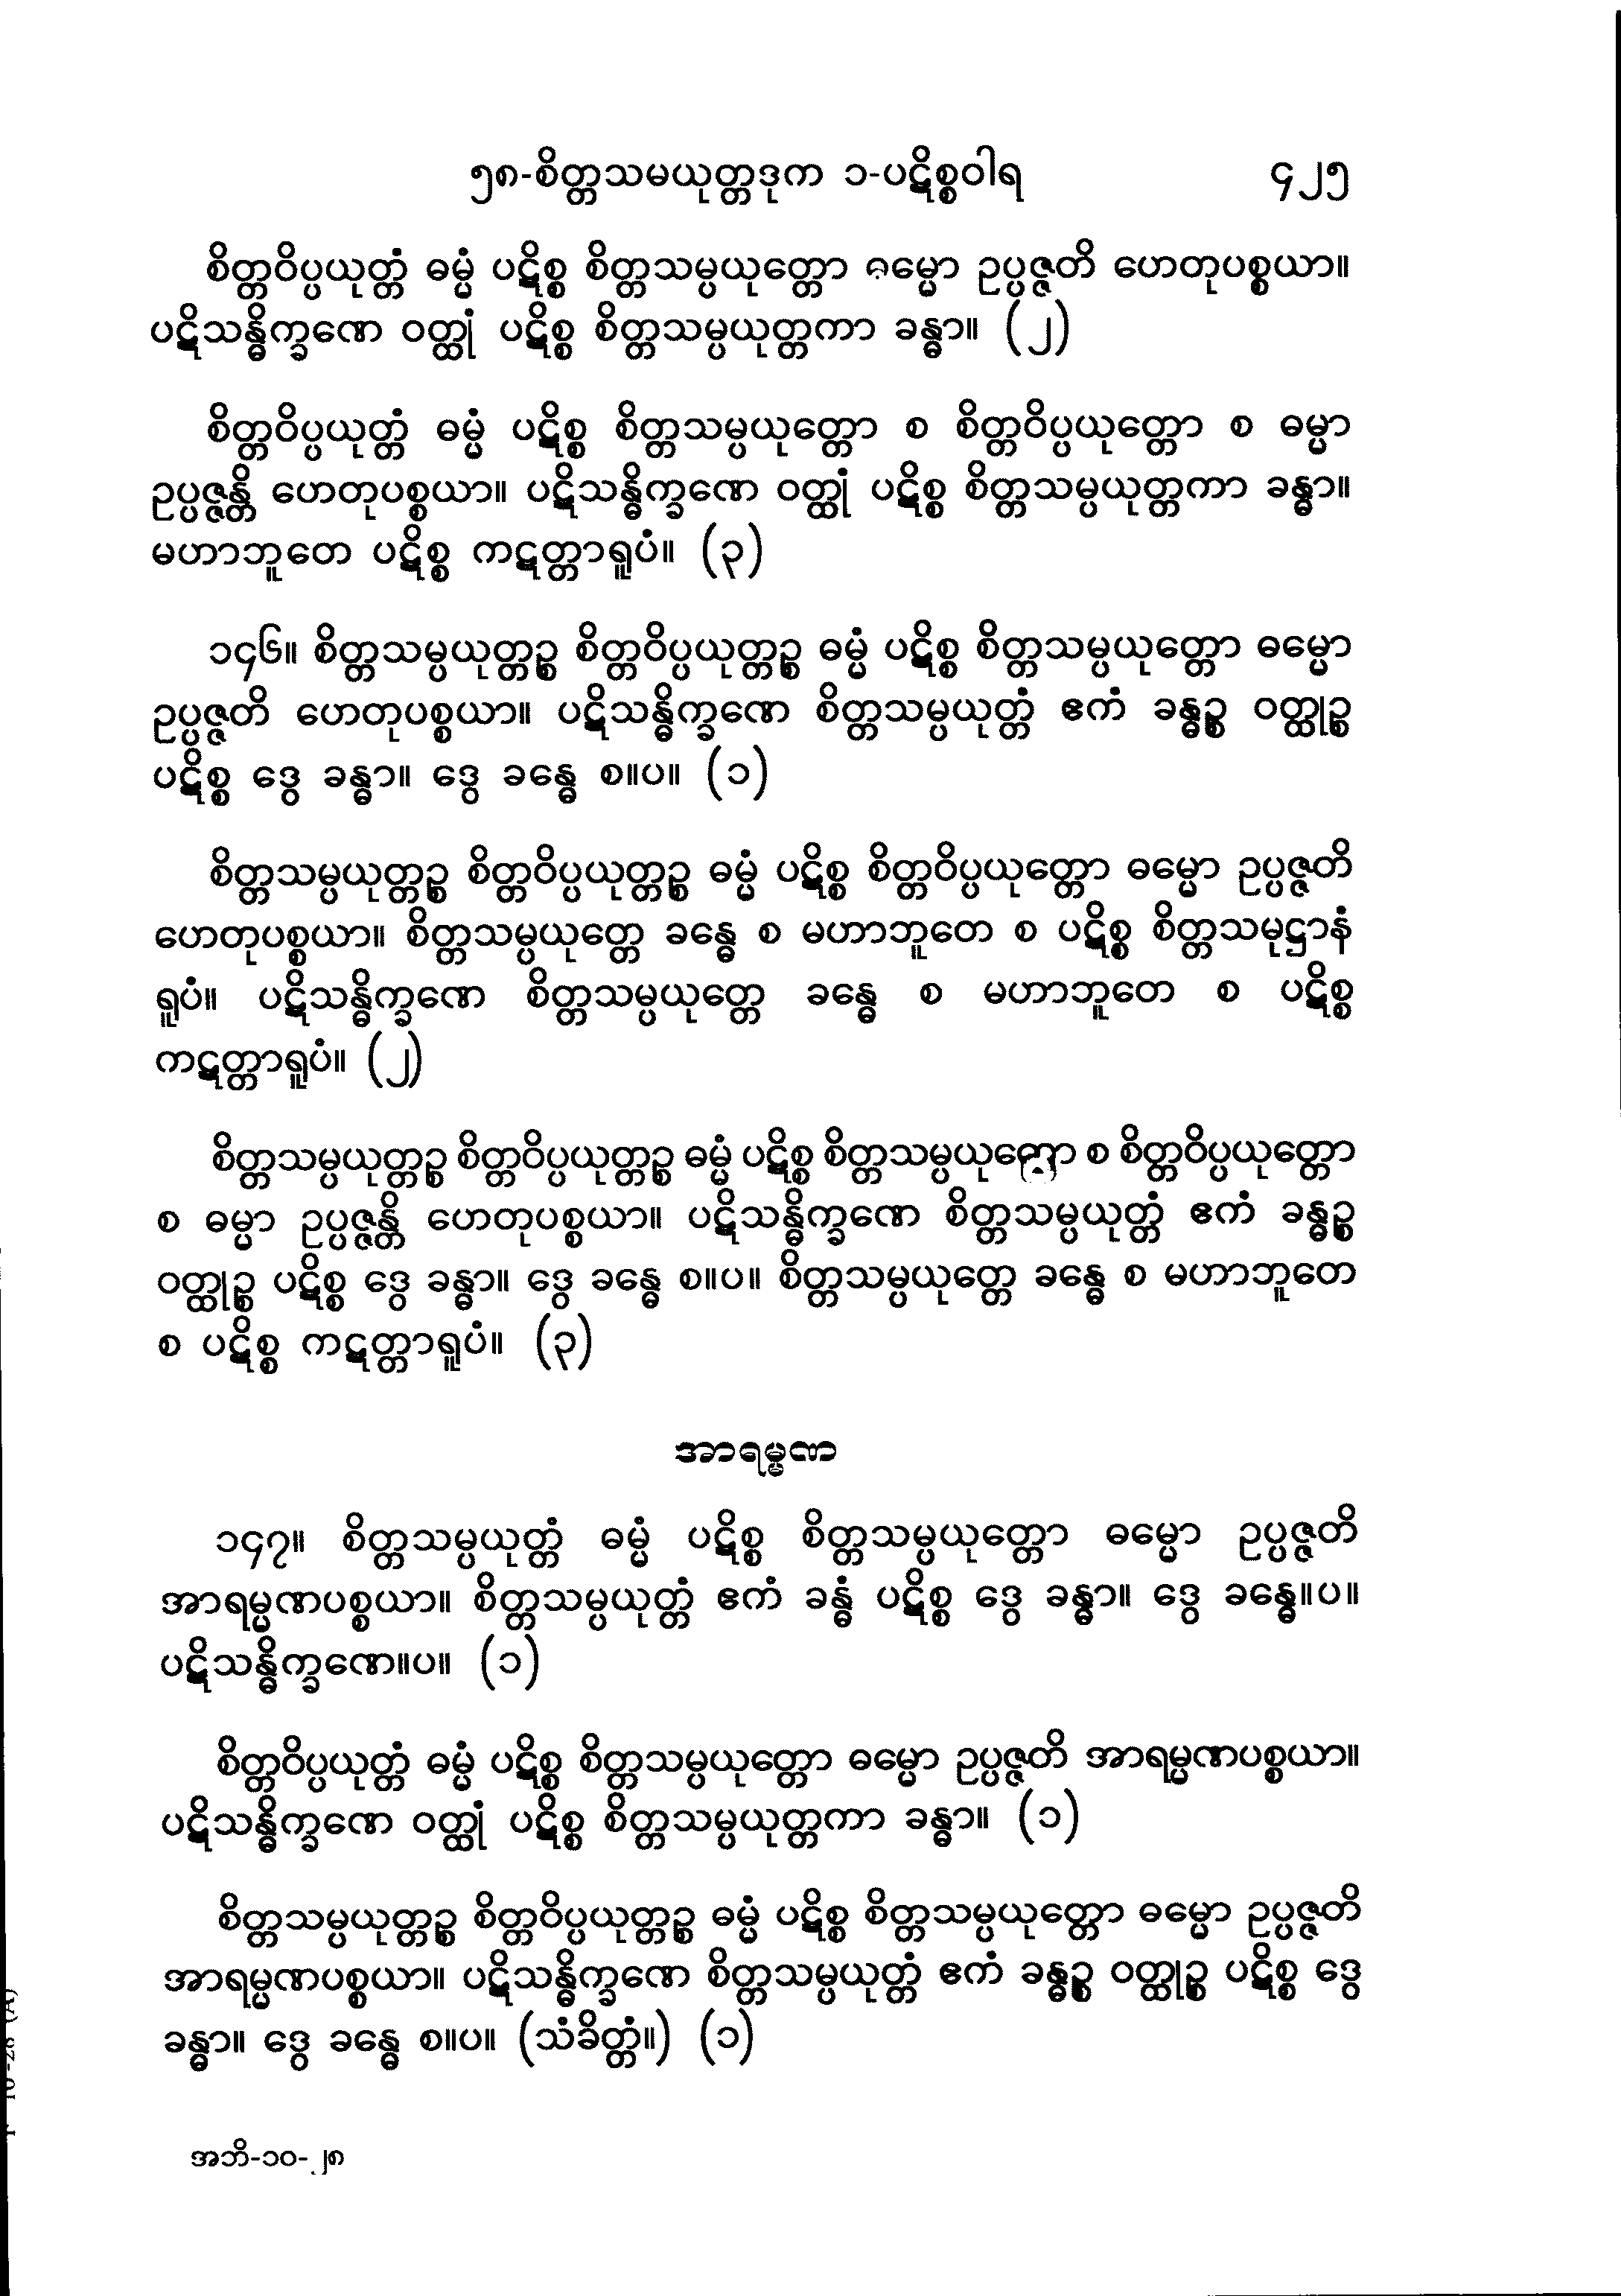 ၅၈-စိတ္တသမယုတ္တဒုက ၁-ပဋိစ္စဝါရ ၄၂၅
စိတ္တဝိပ္ပယုတ္တံ ဓမ္မံ ပဋိစ္စ စိတ္တသမ္ပယုတ္တော ဓမ္မော ဥပ္ပဇ္ဇတိ ဟေတုပစ္စယာ။
ပဋိသန္ဓိက္ခဏေ ဝတ္ထုံ ပဋိစ္စ စိတ္တသမ္ပယုတ္တကာ ခန္ဓာ။ (၂)
စိတ္တဝိပ္ပယုတ္တံ ဓမ္မံ ပဋိစ္စ စိတ္တသမ္ပယုတ္တော စ စိတ္တဝိပ္ပယုတ္တော စ ဓမ္မာ
ဥပ္ပဇ္ဇန္တိ ဟေတုပစ္စယာ။ ပဋိသန္ဓိက္ခဏေ ဝတ္ထုံ ပဋိစ္စ စိတ္တသမ္ပယုတ္တကာ ခန္ဓာ။
မဟာဘူတေ ပဋိစ္စ ကဋတ္တာရူပံ။ (၃)
၁၄၆။ စိတ္တသမ္ပယုတ္တဉ္စ စိတ္တဝိပ္ပယုတ္တဉ္စ ဓမ္မံ ပဋိစ္စ စိတ္တသမ္ပယုတ္တော ဓမ္မော
ဥပ္ပဇ္ဇတိ ဟေတုပစ္စယာ။ ပဋိသန္ဓိက္ခဏေ စိတ္တသမ္ပယုတ္တံ ဧကံ ခန္ဓဉ္စ ဝတ္ထုဉ္စ
ပဋိစ္စ ဒွေ ခန္ဓာ။ ဒွေ ခန္ဓေ စ။ပ။ (၁)
စိတ္တသမ္ပယုတ္တဉ္စ စိတ္တဝိပ္ပယုတ္တဉ္စ ဓမ္မံ ပဋိစ္စ စိတ္တဝိပ္ပယုတ္တော ဓမ္မော ဥပ္ပဇ္ဇတိ
ဟေတုပစ္စယာ။ စိတ္တသမ္ပယုတ္တေ ခန္ဓေ စ မဟာဘူတေ စ ပဋိစ္စ စိတ္တသမုဋ္ဌာနံ
ရူပံ။ ပဋိသန္ဓိက္ခဏေ စိတ္တသမ္ပယုတ္တေ ခန္ဓေ စ မဟာဘူတေ စ ပဋိစ္စ
ကဋတ္တာရူပံ။ (၂)
စိတ္တသမ္ပယုတ္တဉ္စ စိတ္တဝိပ္ပယုတ္တဉ္စ ဓမ္မံ ပဋိစ္စ စိတ္တသမ္ပယုတ္တော စ စိတ္တဝိပ္ပယုတ္တော
စ ဓမ္မာ ဥပ္ပဇ္ဇန္တိ ဟေတုပစ္စယာ။ ပဋိသန္ဓိက္ခဏေ စိတ္တသမ္ပယုတ္တံ ဧကံ ခန္ဓဉ္စ
ဝတ္ထုဉ္စ ပဋိစ္စ ဒွေ ခန္ဓာ။ ဒွေ ခန္ဓေ စ။ပ။ စိတ္တသမ္ပယုတ္တေ ခန္ဓေ စ မဟာဘူတေ
စ ပဋိစ္စ ကဋတ္တာရူပံ။ (၃)
အာရမ္မဏ
၁၄၇။ စိတ္တသမ္ပယုတ္တံ ဓမ္မံ ပဋိစ္စ စိတ္တသမ္ပယုတ္တော ဓမ္မော ဥပ္ပဇ္ဇတိ
အာရမ္မဏပစ္စယာ။ စိတ္တသမ္ပယုတ္တံ ဧကံ ခန္ဓံ ပဋိစ္စ ဒွေ ခန္ဓာ။ ဒွေ ခန္ဓေ။ပ။
ပဋိသန္ဓိက္ခဏေ။ပ။ (၁)
စိတ္တဝိပ္ပယုတ္တံ ဓမ္မံ ပဋိစ္စ စိတ္တသမ္ပယုတ္တော ဓမ္မော ဥပ္ပဇ္ဇတိ အာရမ္မဏပစ္စယာ။
ပဋိသန္ဓိက္ခဏေ ဝတ္ထုံ ပဋိစ္စ စိတ္တသမ္ပယုတ္တကာ ခန္ဓာ။ (၁)
စိတ္တသမ္ပယုတ္တဉ္စ စိတ္တဝိပ္ပယုတ္တဉ္စ ဓမ္မံ ပဋိစ္စ စိတ္တသမ္ပယုတ္တော ဓမ္မော ဥပ္ပဇ္ဇတိ
အာရမ္မဏပစ္စယာ။ ပဋိသန္ဓိက္ခဏေ စိတ္တသမ္ပယုတ္တံ ဧကံ ခန္ဓဉ္စ ဝတ္ထုဉ္စ ပဋိစ္စ ဒွေ
ခန္ဓာ။ ဒွေ ခန္ဓေ စ။ပ။ (သံခိတ္တံ။) (၁)
အဘိ-၁၀-၂၈